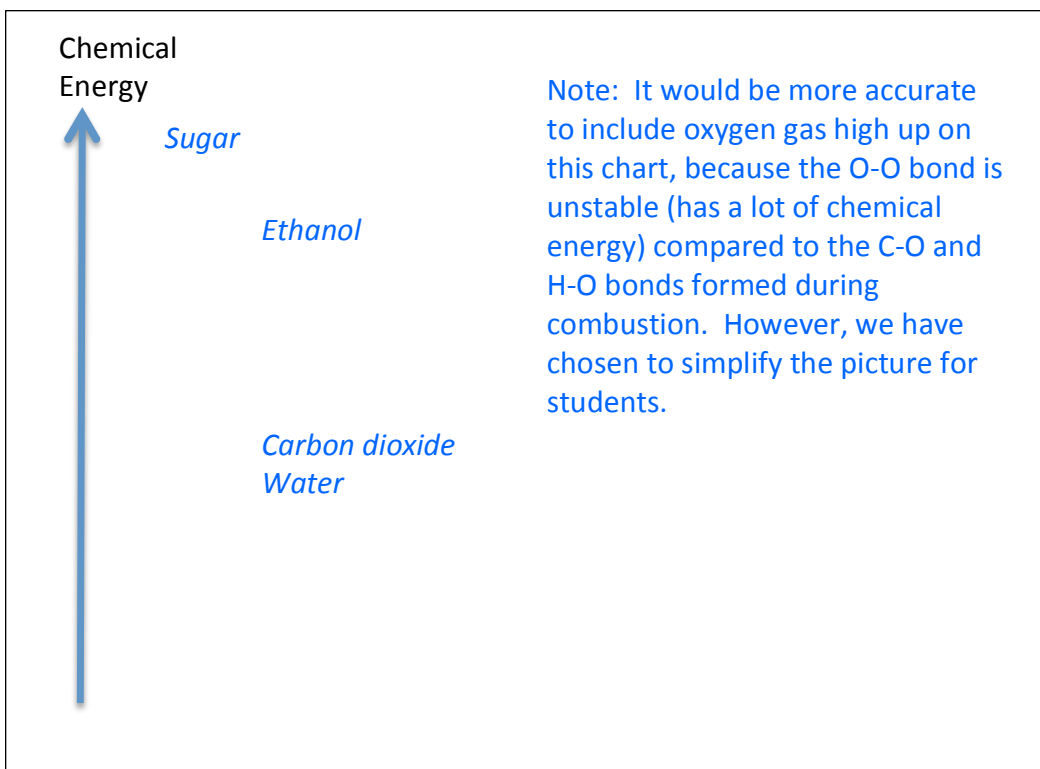 Chemical
Energy
Sugar
Ethanol
Carbon dioxide
Water
Note:  It would be more accurate
to include oxygen gas high up on
this chart, because the O-O bond is
unstable (has a lot of chemical
energy) compared to the C-O and
H-O bonds formed during
combustion.  However, we have
chosen to simplify the picture for
students.